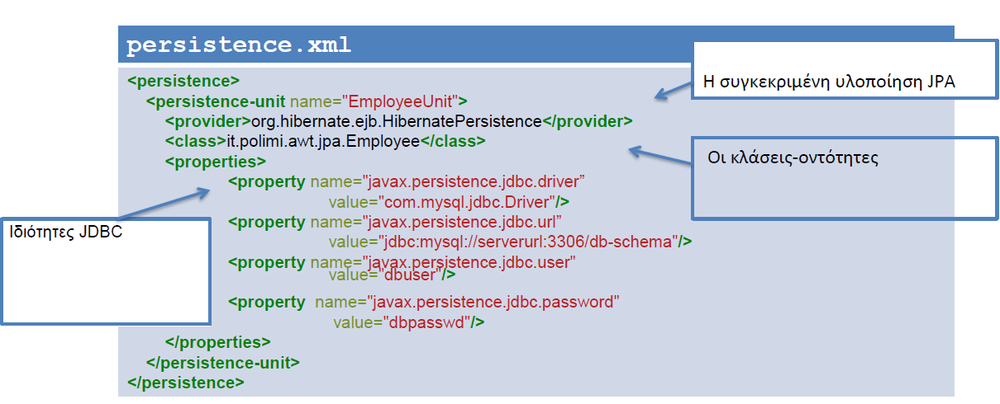 persistence.xml
<persistence>
<persistence-unit name="EmployeeUnit">
<provider>org.hibernate.ejb.HibernatePersistence</provider>
<class>it.polimi.awt.jpa.Employee</class>
<properties>
<property name="javax.persistence.jdbc.driver”
value="com.mysql.jdbc.Driver"/>
<property name="javax.persistence.jdbc.url”
value="jdbc:mysql://serverurl:3306/db-schema"/>
<property name="javax.persistence.jdbc.user"
value="dbuser"/>
<property name="javax.persistence.jdbc.password"
value="dbpasswd"/>
</properties>
</persistence-unit>
</persistence>
Η συγκεκριμένη υλοποίηση JPA
Οι κλάσεις-οντότητες
Ιδιότητες JDBC